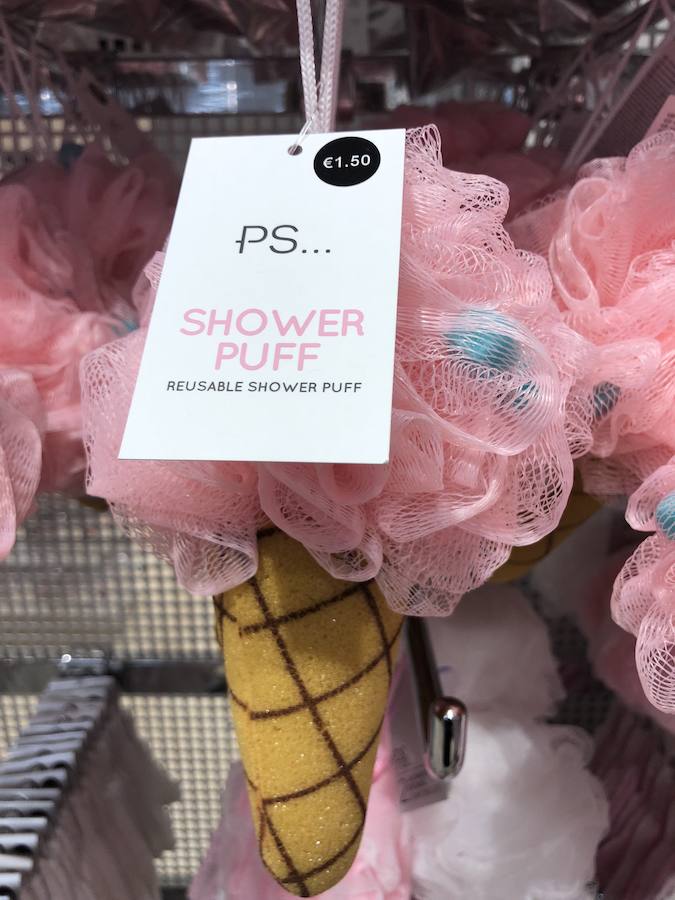 €1.50
PS...
SHOWER
PUFF
REUSABLE SHOWER PUFF